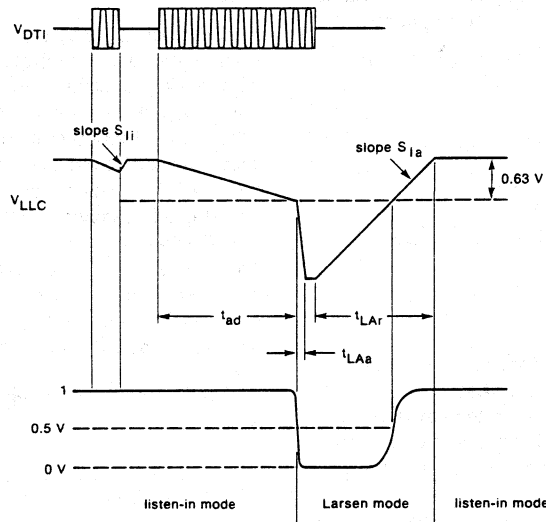 VDTI
slope Sli
slope Sla
0.63 V
VLLC
tad
tLAr
tLAa
1
0.5 V
0 V
listen-in mode
Larsen mode
listen-in mode